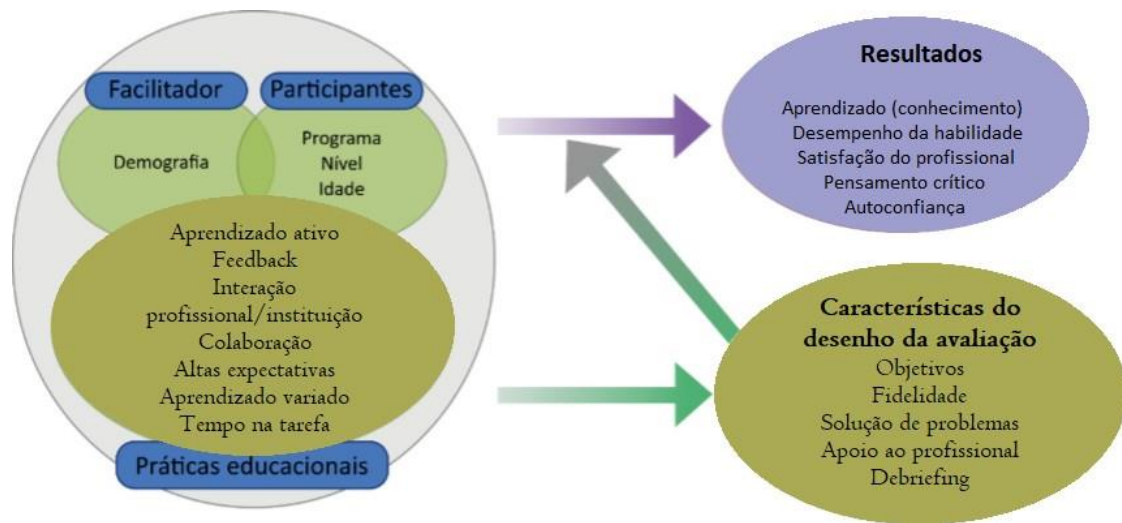 Facilitador
Participantes
Demografia
Programa
Nível
Idade
Aprendizado ativo
Feedback
Interação
profissional/instituição
Colaboração
Altas expectativas
Aprendizado variado
Tempo na tarefa
Práticas educacionais
Resultados
Aprendizado (conhecimento)
Desempenho da habilidade
Satisfação do profissional
Pensamento crítico
Autoconfiança
Características do
desenho da avaliação
Objetivos
Fidelidade
Solução de problemas
Apoio ao profissional
Debriefing